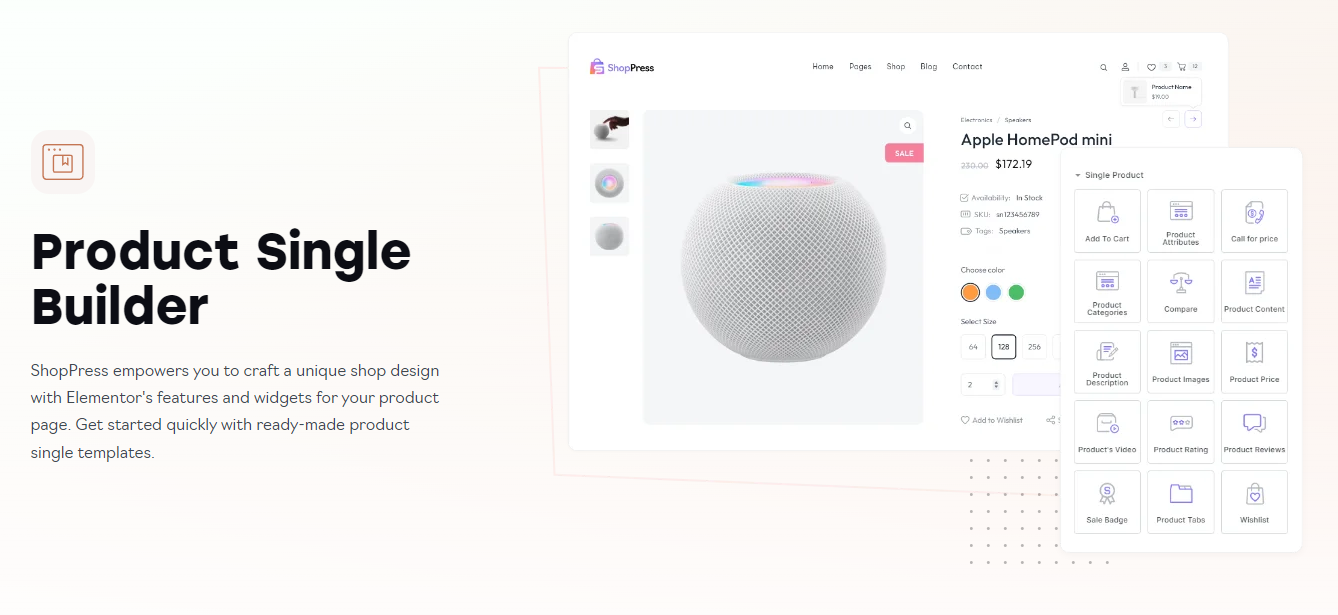 Product Single
Builder
ShopPress empowers you to craft a unique shop design
with Elementor's features and widgets for your product
page. Get started quickly with ready-made product
single templates.
ShopPress
Home Pages Shop Blog Contact
3 12
Product Name
$19.00
SALE
Electronics / Speakers
Apple HomePod mini
230.00 $172.19
Availability: In Stock
SKU: sn123456789
Tags: Speakers
Choose color
Select Size
64 128 256
2
Add to Wishlist
Single Product
Add To Cart
Product
Attributes
Call for price
Product
Categories
Compare
Product Content
Product
Description
Product Images
Product Price
Product's Video
Product Rating
Product Reviews
Sale Badge
Product Tabs
Wishlist